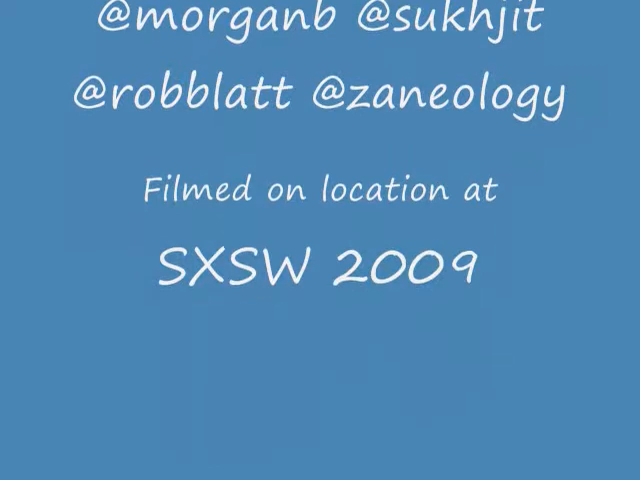 @morganb @sukhjit
@robblatt @zaneology
Filmed on location at
SXSW 2009